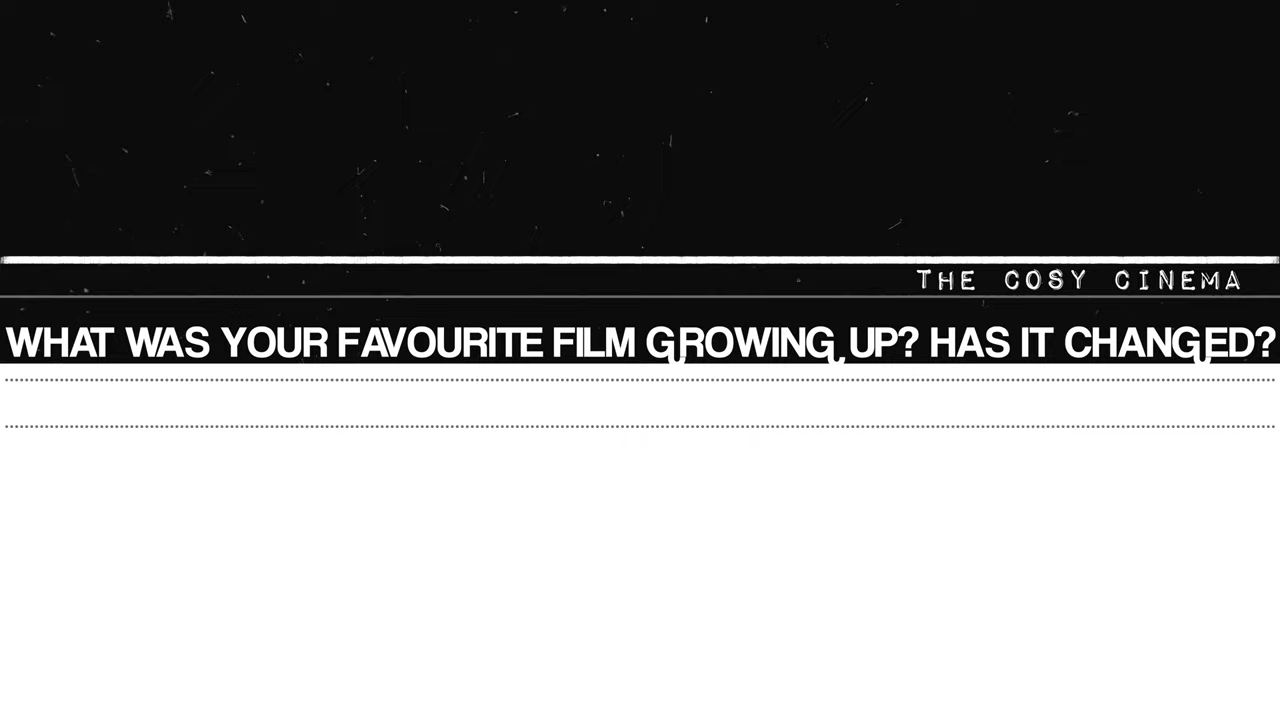 THE COSY CINEMA
WHAT WAS YOUR FAVOURITE FILM GROWING UP? HAS IT CHANGED?